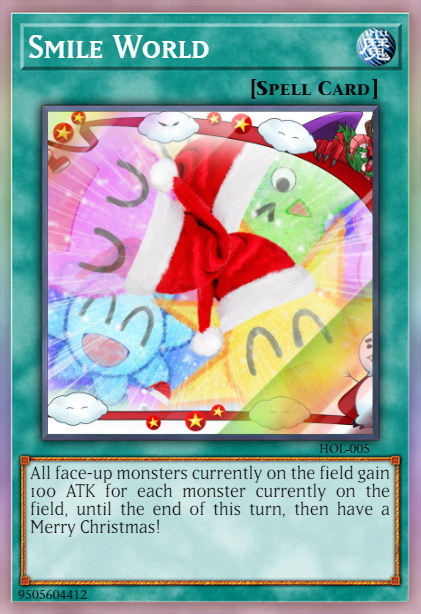 Smile World
魔
[Spell Card]
HOL-005
All face-up monsters currently on the field gain
100 ATK for each monster currently on the
field, until the end of this turn, then have a
Merry Christmas!
9505604412